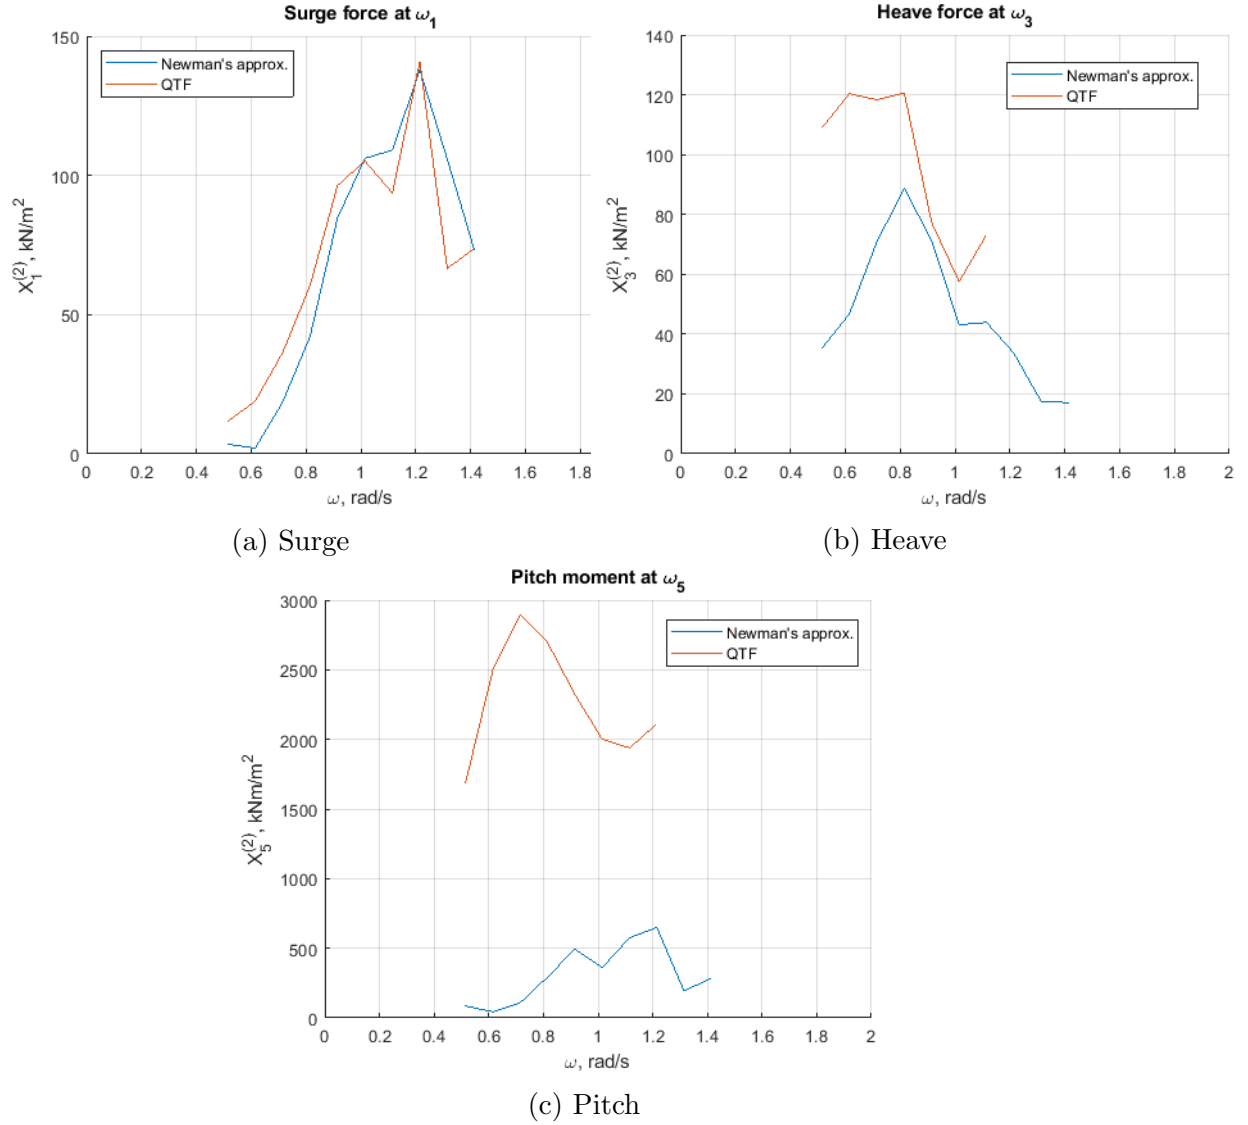 Surge force at ω1
X1(2), kN/m2
150
100
50
0
Newman's approx.
QTF
0 0.2 0.4 0.6 0.8 1 1.2 1.4 1.6 1.8
ω, rad/s
(a) Surge
Heave force at ω3
X3(2), kN/m2
140
120
100
80
60
40
20
0
Newman's approx.
QTF
0 0.2 0.4 0.6 0.8 1 1.2 1.4 1.6 1.8 2
ω, rad/s
(b) Heave
Pitch moment at ω5
X5(2), kNm/m2
3000
2500
2000
1500
1000
500
0
Newman's approx.
QTF
0 0.2 0.4 0.6 0.8 1 1.2 1.4 1.6 1.8 2
ω, rad/s
(c) Pitch